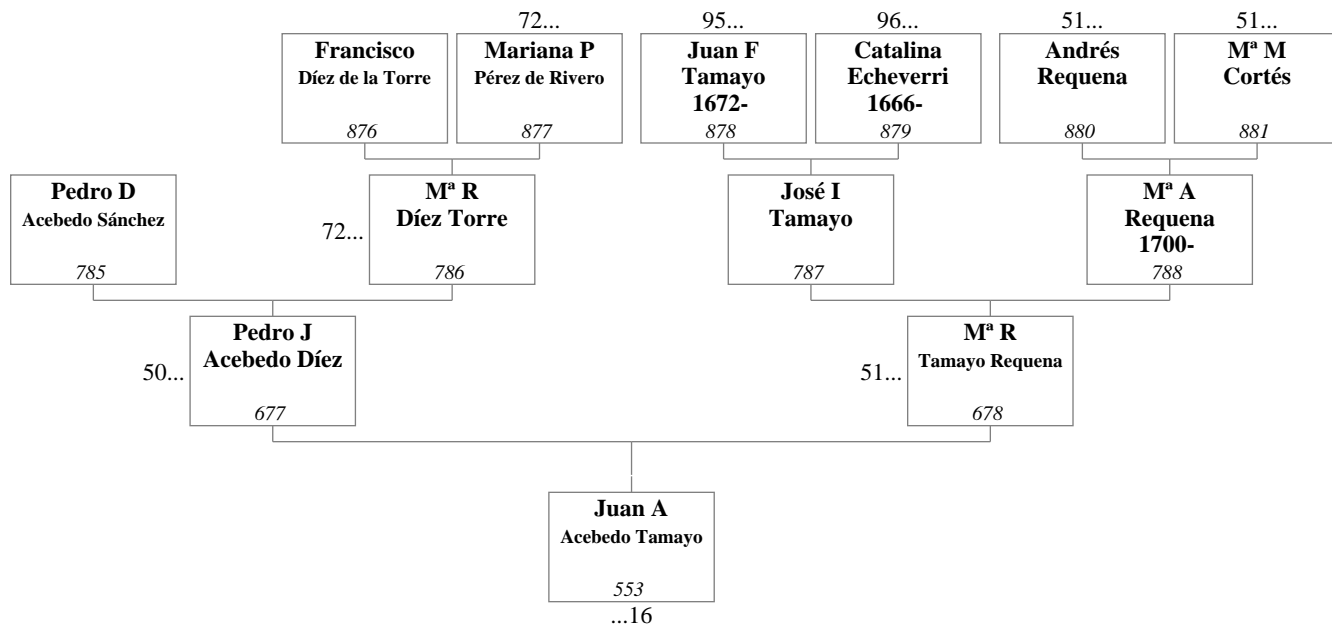 72...
95...
96...
51...
51...
Francisco
Díez de la Torre
876
Mariana P
Pérez de Rivero
877
Juan F
Tamayo
1672-
878
Catalina
Echeverri
1666-
879
Andrés
Requena
880
Mª M
Cortés
881
Pedro D
Acebedo Sánchez
785
72...
Mª R
Díez Torre
786
José I
Tamayo
787
Mª A
Requena
1700-
788
50...
Pedro J
Acebedo Díez
677
51...
Mª R
Tamayo Requena
678
Juan A
Acebedo Tamayo
553
...16